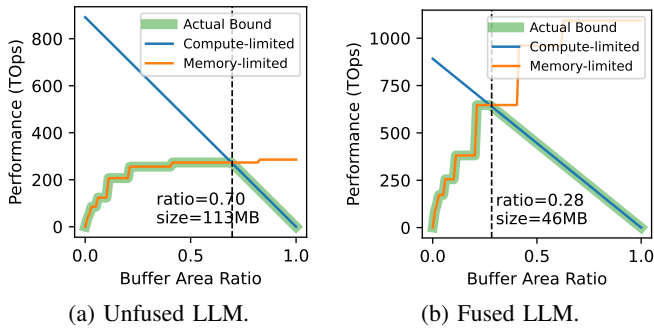 800
600
400
200
0
Performance (TOps)
Actual Bound
Compute-limited
Memory-limited
ratio=0.70
size=113MB
0.0
0.5
1.0
Buffer Area Ratio
(a) Unfused LLM.
1000
750
500
250
0
Performance (TOps)
Actual Bound
Compute-limited
Memory-limited
ratio=0.28
size=46MB
0.0
0.5
1.0
Buffer Area Ratio
(b) Fused LLM.